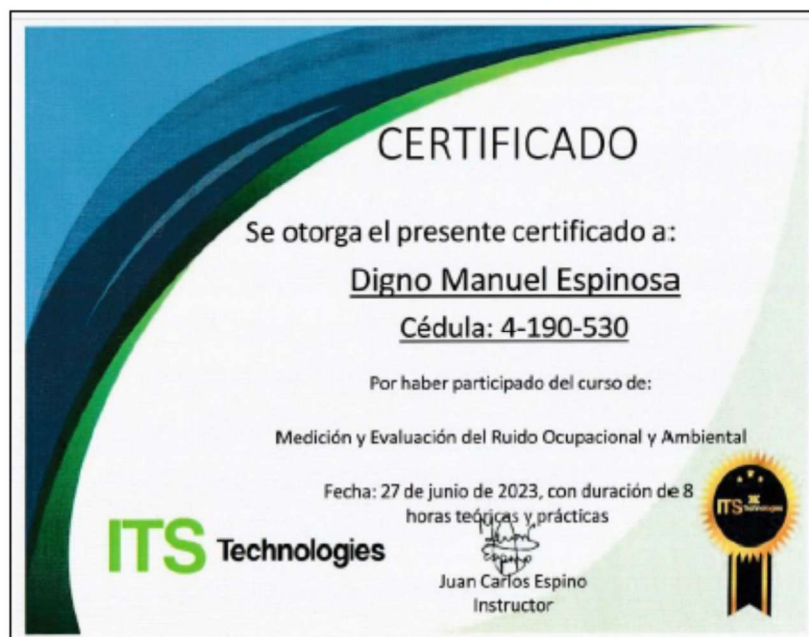 CERTIFICADO
Se otorga el presente certificado a:
Digno Manuel Espinosa
Cédula: 4-190-530
Por haber participado del curso de:
Medición y Evaluación del Ruido Ocupacional y Ambiental
Fecha: 27 de junio de 2023, con duración de 8
horas teóricas y prácticas
ITS Technologies
Juan Carlos Espino
Instructor
ITS Technologies